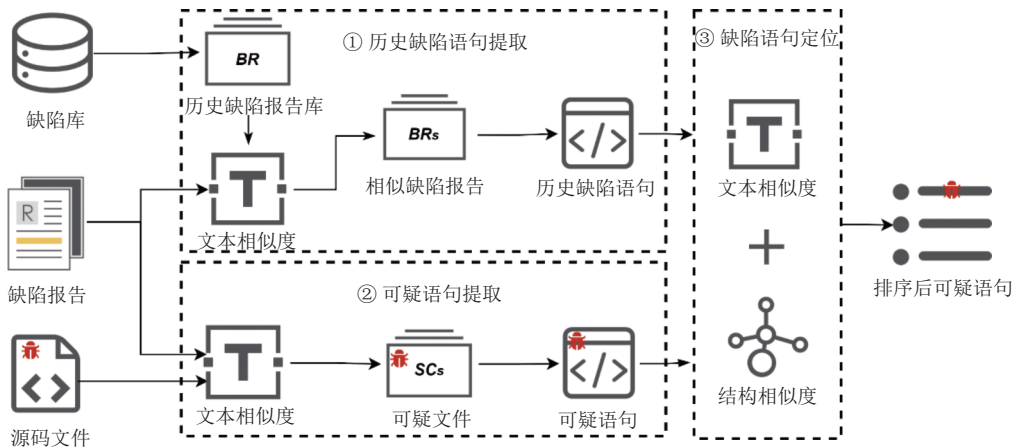 缺陷库
缺陷报告
R
源码文件
① 历史缺陷语句提取
BR
历史缺陷报告库
T
文本相似度
BRs
相似缺陷报告
</>
历史缺陷语句
② 可疑语句提取
T
文本相似度
SCs
可疑文件
</>
可疑语句
③ 缺陷语句定位
T
文本相似度
+
结构相似度
排序后可疑语句